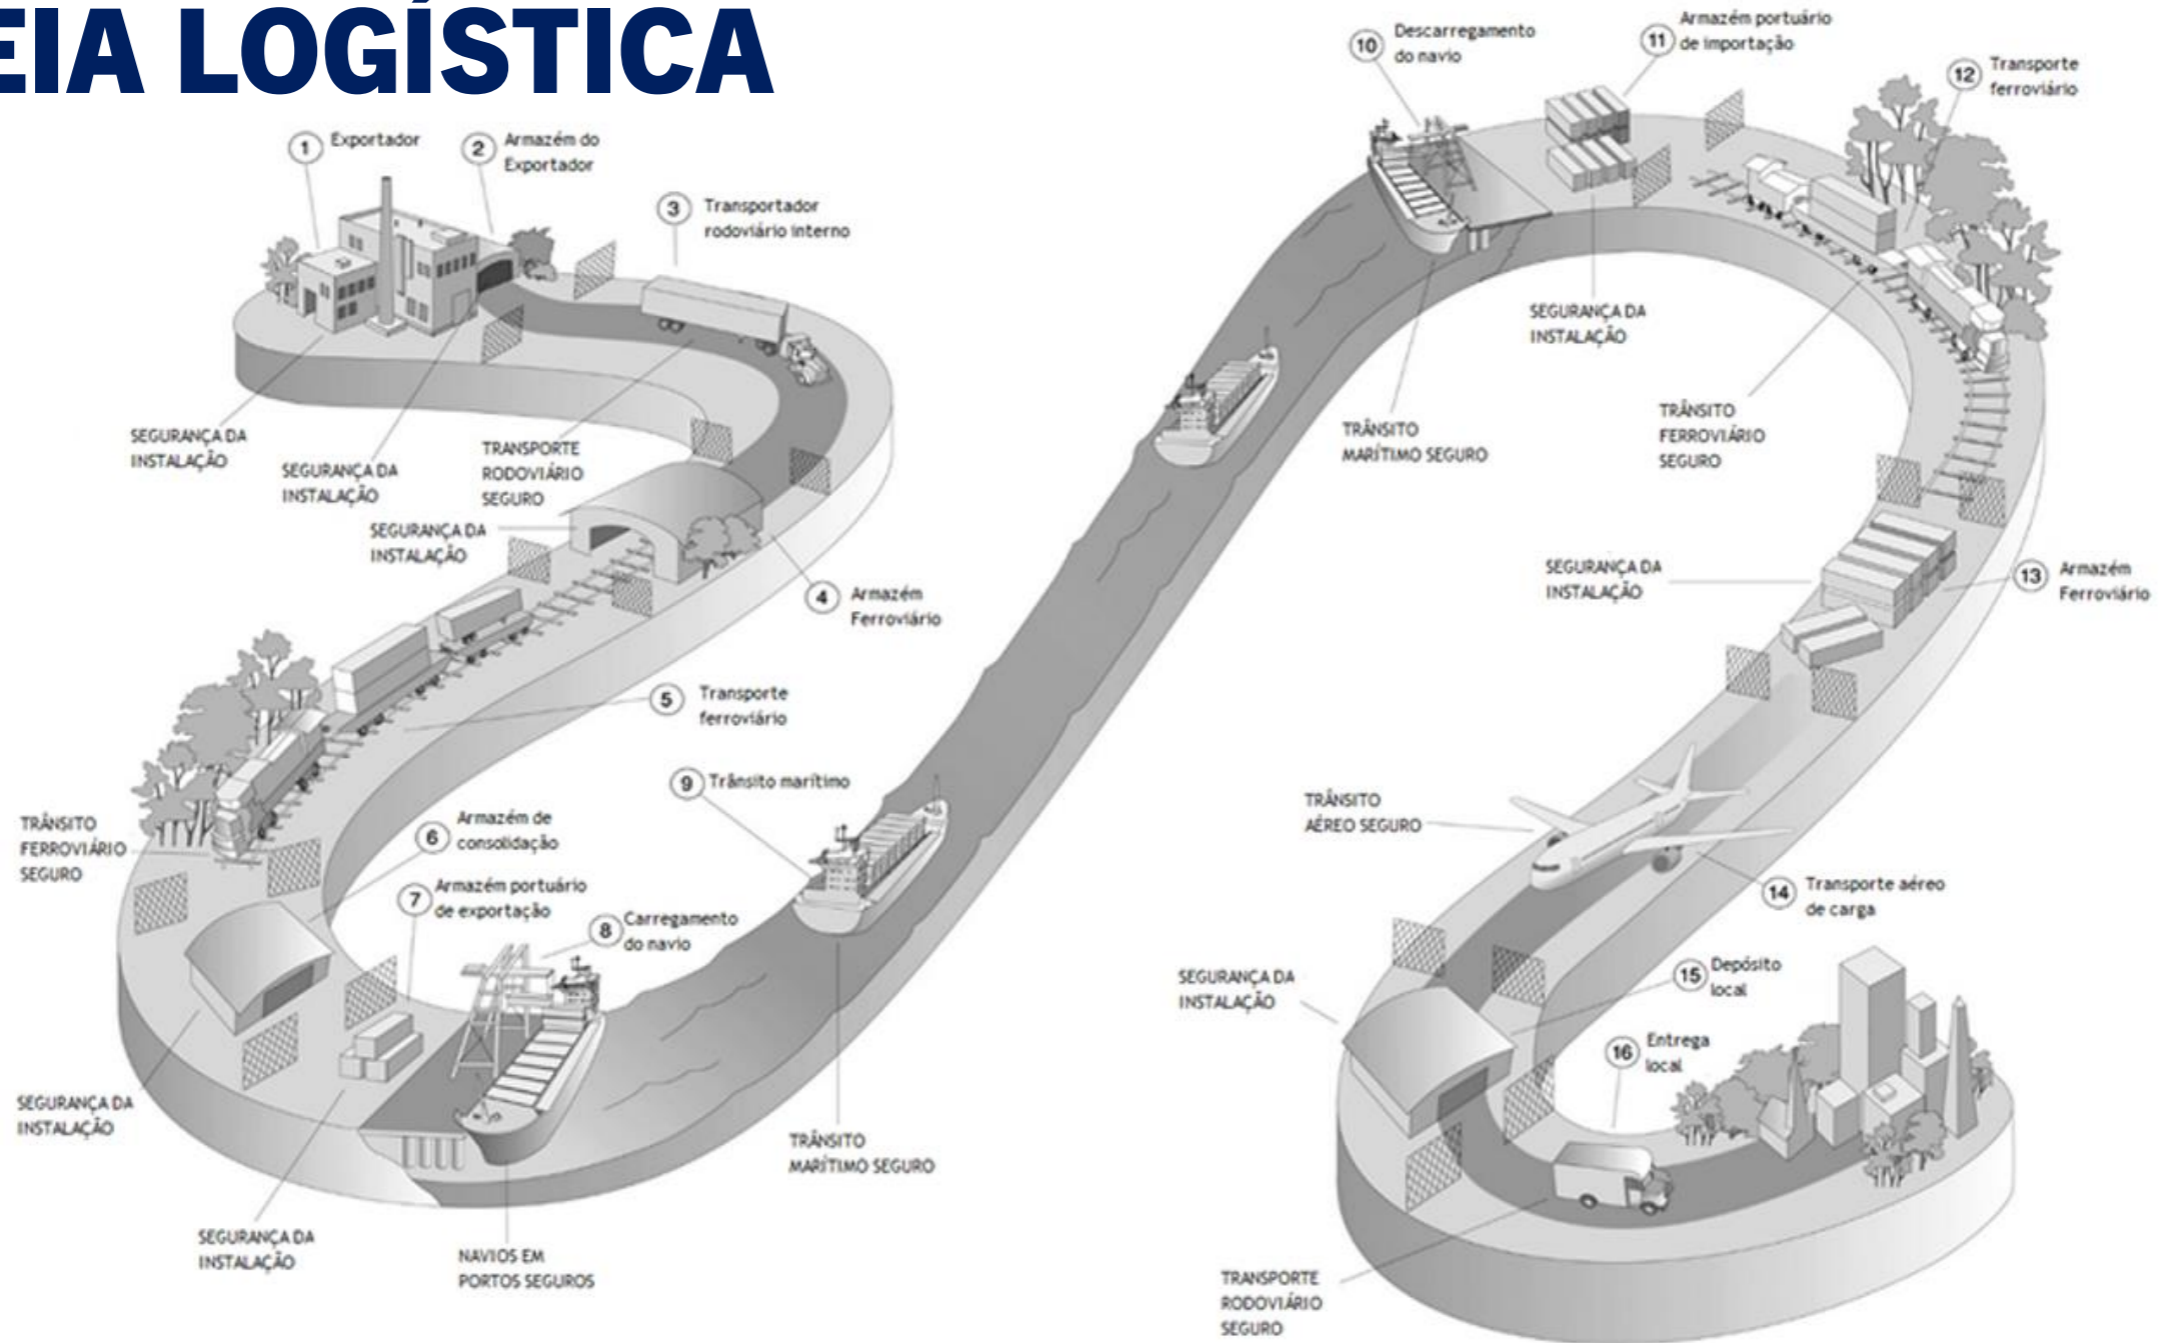 EIA LOGÍSTICA
1 Exportador
2 Armazém do
Exportador
3 Transportador
rodoviário interno
SEGURANÇA DA
INSTALAÇÃO
SEGURANÇA DA
INSTALAÇÃO
TRANSPORTE
RODOVIÁRIO
SEGURO
SEGURANÇA DA
INSTALAÇÃO
4 Armazém
Ferroviário
5 Transporte
ferroviário
TRÂNSITO
FERROVIÁRIO
SEGURO
6 Armazém de
consolidação
7 Armazém portuário
de exportação
8 Carregamento
do navio
9 Trânsito marítimo
SEGURANÇA DA
INSTALAÇÃO
SEGURANÇA DA
INSTALAÇÃO
NAVIOS EM
PORTOS SEGUROS
TRÂNSITO
MARÍTIMO SEGURO
10 Descarregamento
do navio
11 Armazém portuário
de importação
12 Transporte
ferroviário
SEGURANÇA DA
INSTALAÇÃO
TRÂNSITO
MARÍTIMO SEGURO
TRÂNSITO
FERROVIÁRIO
SEGURO
SEGURANÇA DA
INSTALAÇÃO
13 Armazém
Ferroviário
TRÂNSITO
AÉREO SEGURO
14 Transporte aéreo
de carga
SEGURANÇA DA
INSTALAÇÃO
15 Depósito
local
16 Entrega
local
TRANSPORTE
RODOVIÁRIO
SEGURO